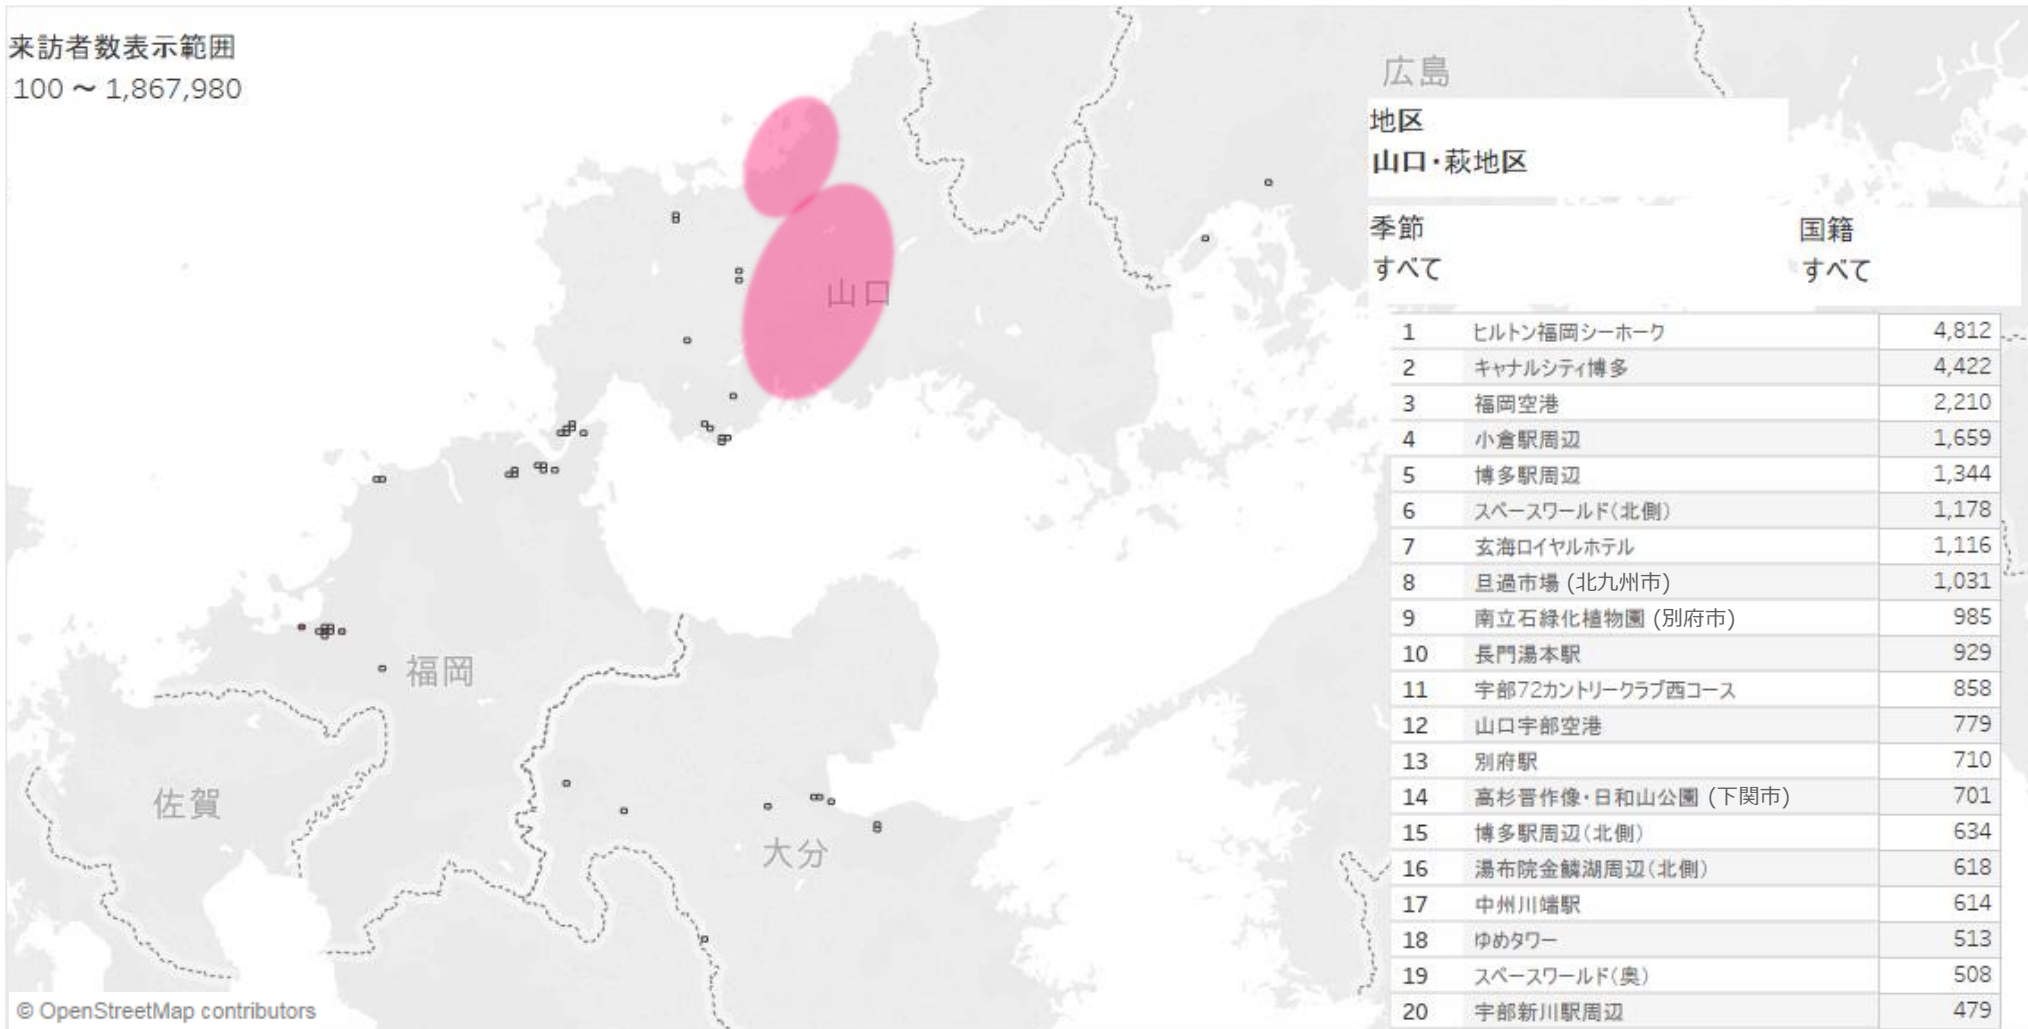 来訪者数表示範囲
100 ～ 1,867,980
広島
地区
山口・萩地区
季節 国籍
すべて すべて
山口
福岡
佐賀
大分
1 ヒルトン福岡シーホーク 4,812
2 キャナルシティ博多 4,422
3 福岡空港 2,210
4 小倉駅周辺 1,659
5 博多駅周辺 1,344
6 スペースワールド（北側） 1,178
7 玄海ロイヤルホテル 1,116
8 旦過市場 (北九州市) 1,031
9 南立石緑化植物園 (別府市) 985
10 長門湯本駅 929
11 宇部72カントリークラブ西コース 858
12 山口宇部空港 779
13 別府駅 710
14 高杉晋作像・日和山公園 (下関市) 701
15 博多駅周辺（北側） 634
16 湯布院金鱗湖周辺（北側） 618
17 中州川端駅 614
18 ゆめタワー 513
19 スペースワールド（奥） 508
20 宇部新川駅周辺 479
© OpenStreetMap contributors